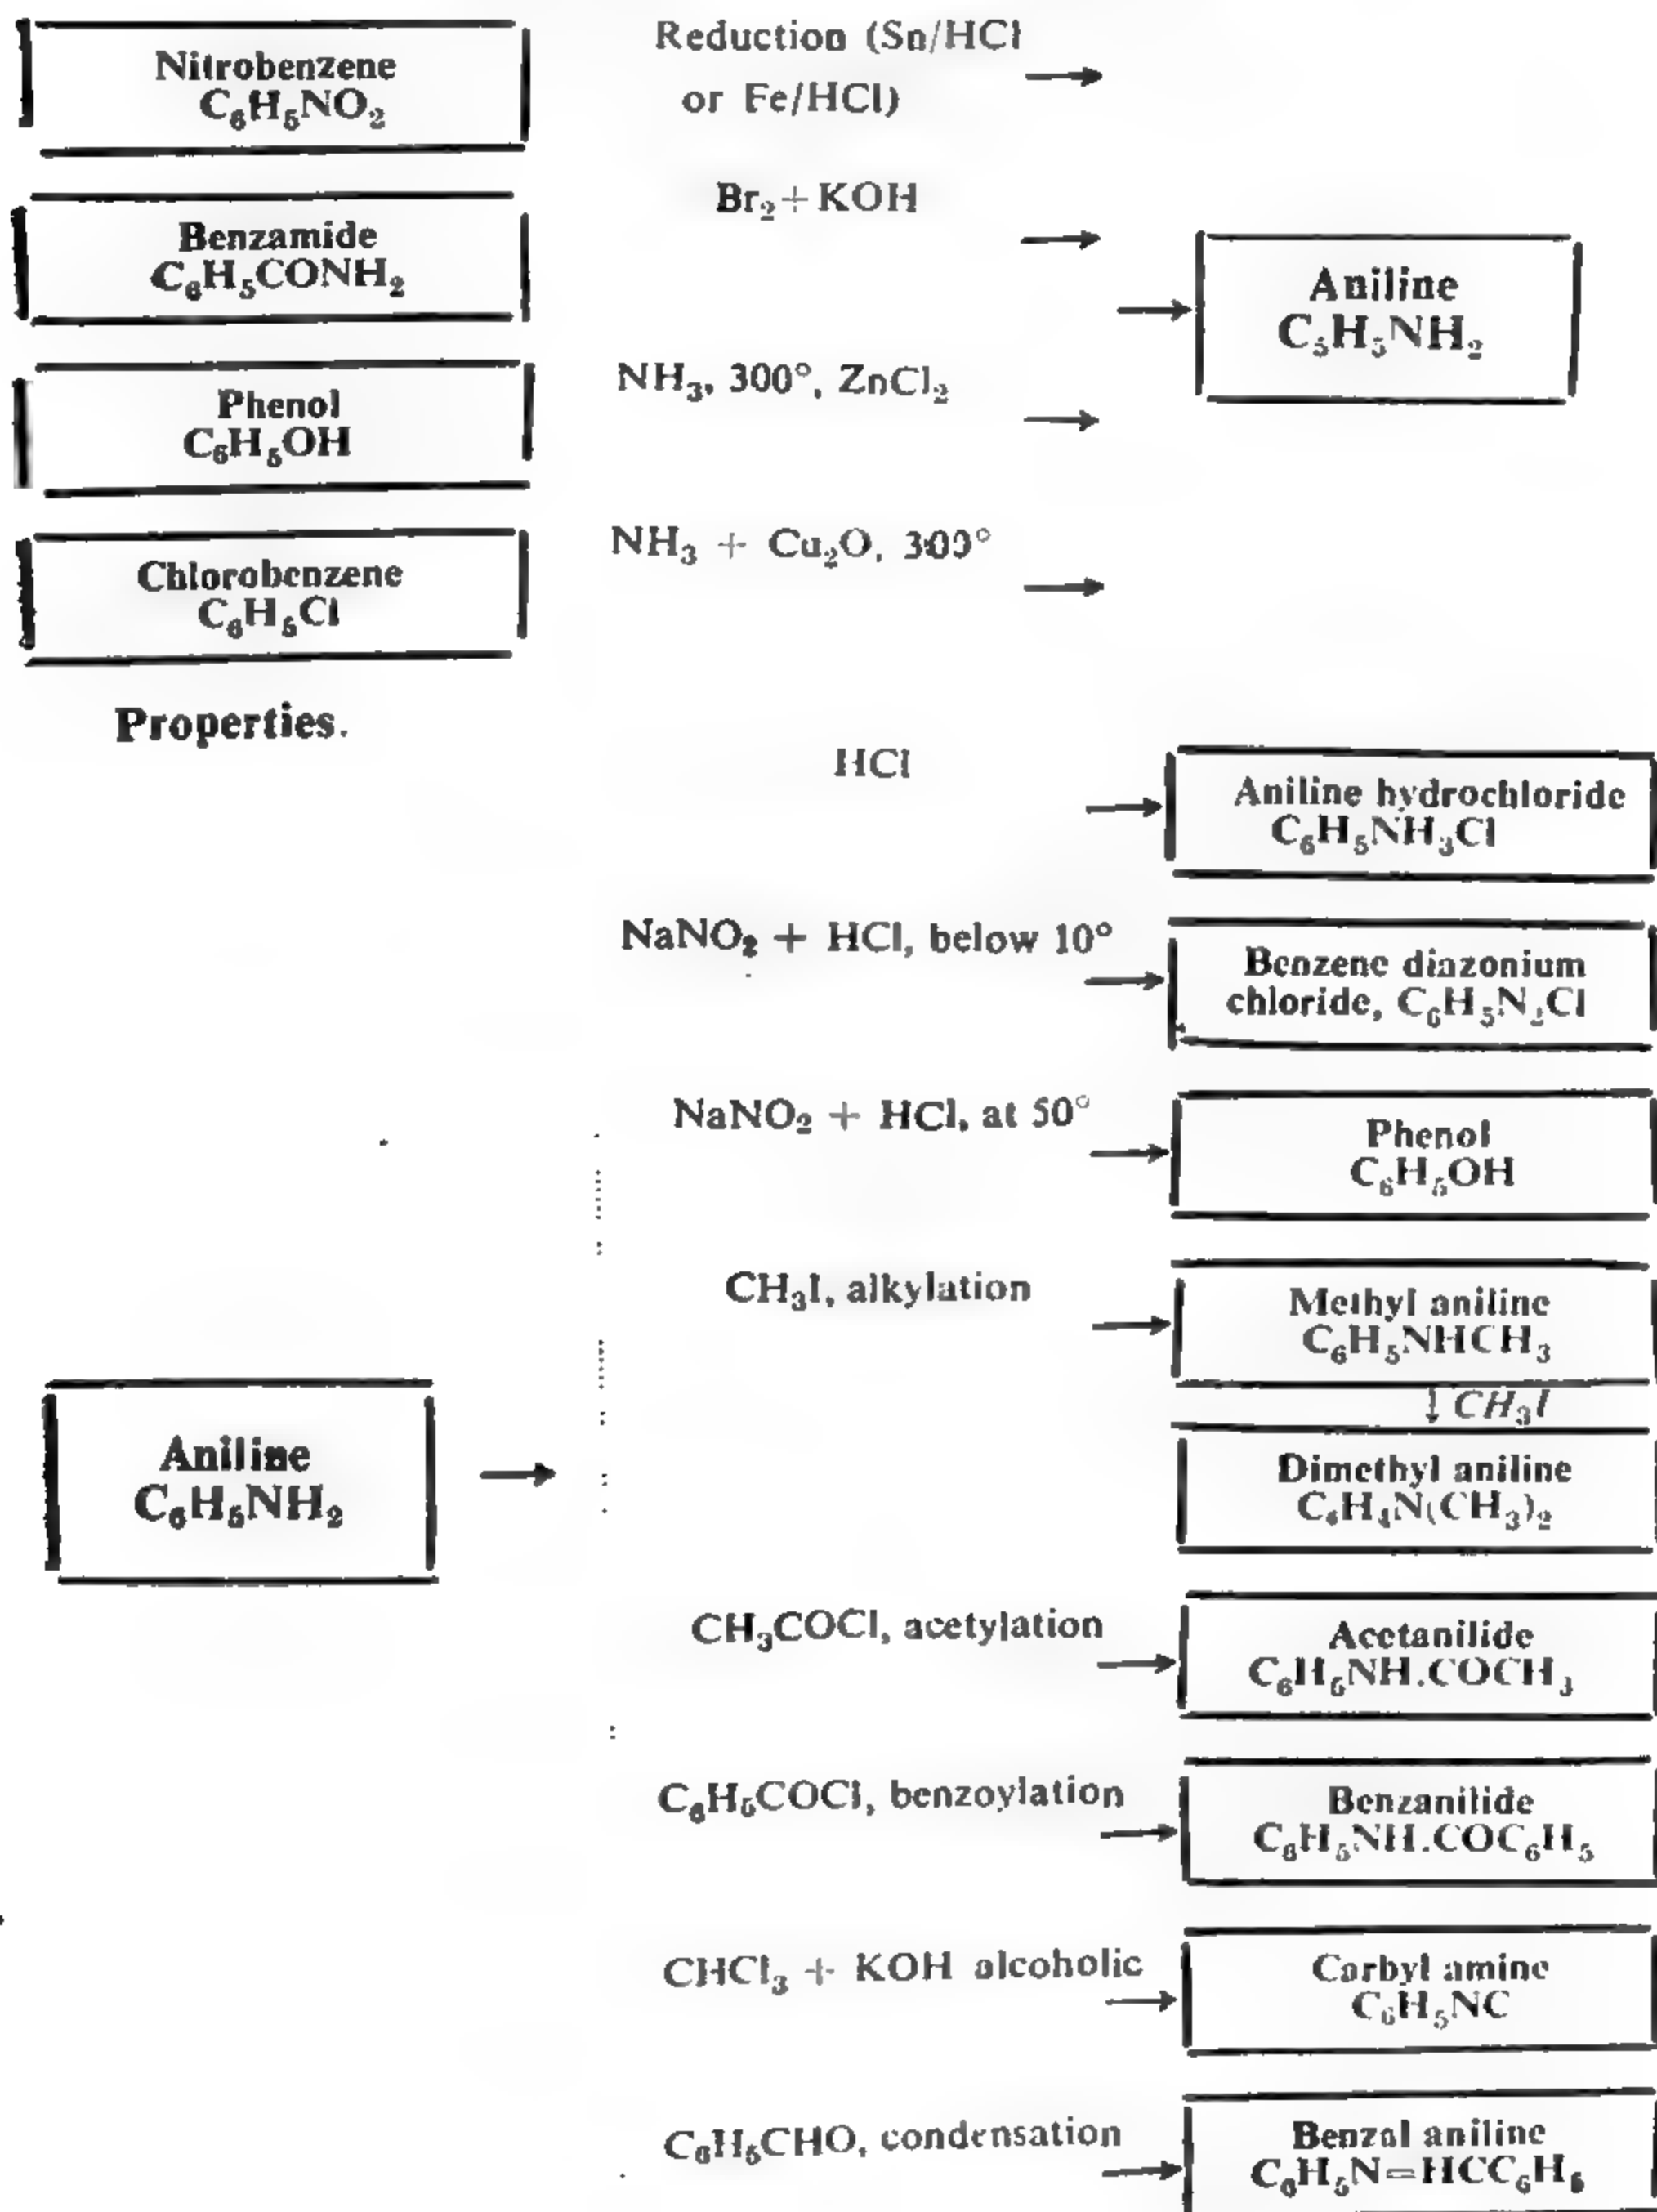 Nitrobenzene
C₆H₅NO₂
Reduction (Sn/HCl
or Fe/HCl)
→
Benzamide
C₆H₅CONH₂
Br₂+KOH
→
Phenol
C₆H₅OH
NH₃, 300°, ZnCl₂
→
Chlorobenzene
C₆H₅Cl
NH₃ + Cu₂O, 300°
→
→
Aniline
C₅H₅NH₂
Properties.
Aniline
C₆H₅NH₂
→
HCl
→
Aniline hydrochloride
C₆H₅NH₃Cl
NaNO₂ + HCl, below 10°
→
Benzene diazonium
chloride, C₆H₅N₂Cl
NaNO₂ + HCl, at 50°
→
Phenol
C₆H₅OH
CH₃I, alkylation
→
Methyl aniline
C₆H₅NHCH₃
↓ CH₃I
Dimethyl aniline
C₆H₄N(CH₃)₂
CH₃COCl, acetylation
→
Acetanilide
C₆H₅NH.COCH₃
C₆H₅COCl, benzoylation
→
Benzanilide
C₆H₅NH.COC₆H₅
CHCl₃ + KOH alcoholic
→
Carbyl amine
C₆H₅NC
C₆H₅CHO, condensation
→
Benzal aniline
C₆H₅N=HCC₆H₅